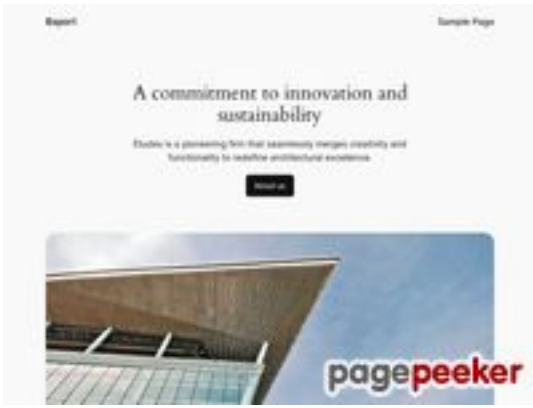 Sample Page
A commitment to innovation and
sustainability
Études is a pioneering firm that seamlessly merges creativity and
functionality to redefine architectural excellence.
About us
pagepeeker